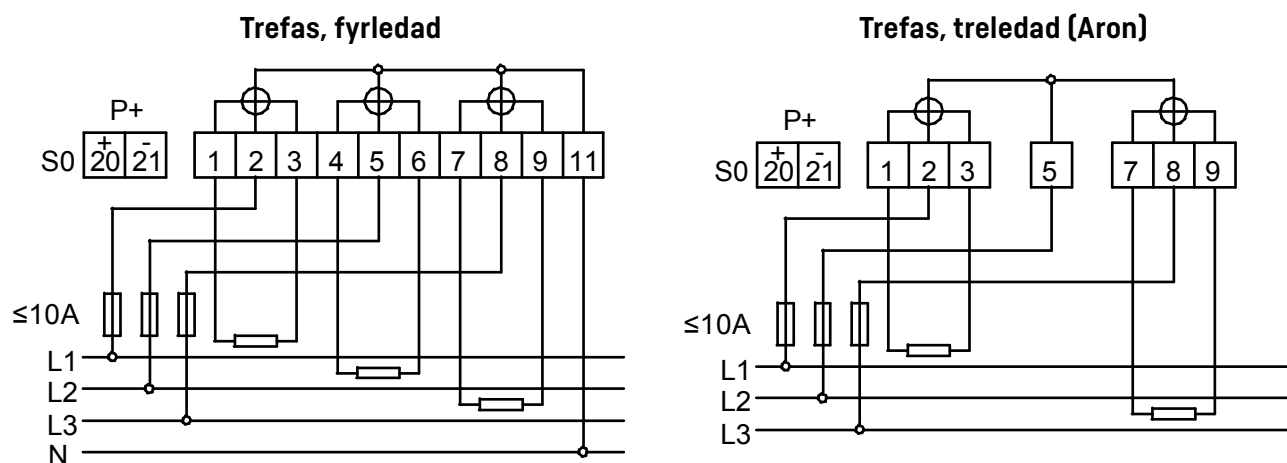 Trefas, fyrledad
P+
+ -
S0 20 21 1 2 3 4 5 6 7 8 9 11
≤10A
L1
L2
L3
N
Trefas, treledad (Aron)
P+
+ -
S0 20 21 1 2 3 5 7 8 9
≤10A
L1
L2
L3